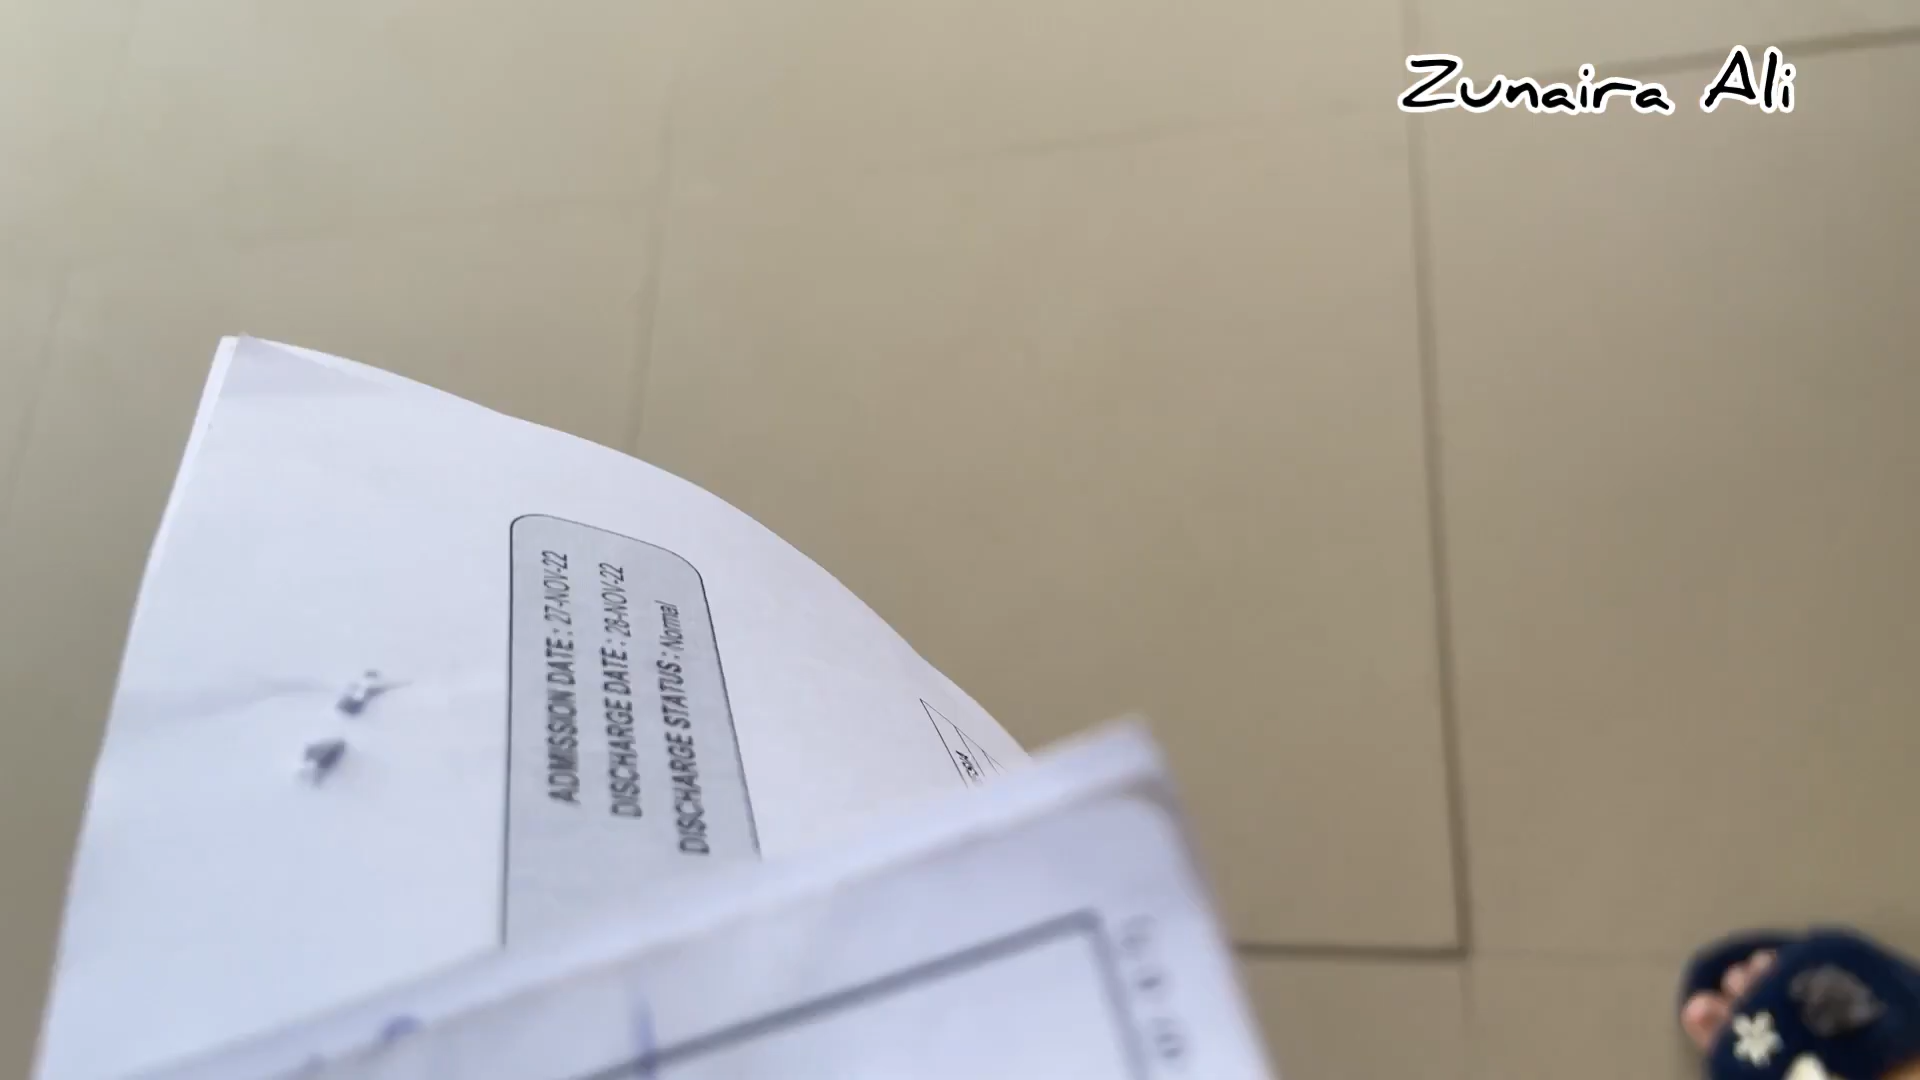 Zunaira Ali
ADMISSION DATE : 27-NOV-22
DISCHARGE DATE : 28-NOV-22
DISCHARGE STATUS : Normal